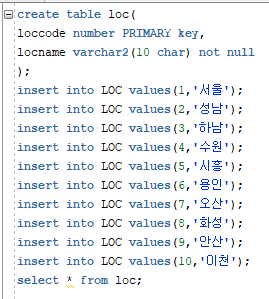 create table loc(
loccode number PRIMARY key,
locname varchar2(10 char) not null
);
insert into LOC values(1,'서울');
insert into LOC values(2,'성남');
insert into LOC values(3,'하남');
insert into LOC values(4,'수원');
insert into LOC values(5,'시흥');
insert into LOC values(6,'용인');
insert into LOC values(7,'오산');
insert into LOC values(8,'화성');
insert into LOC values(9,'안산');
insert into LOC values(10,'이천');
select * from loc;